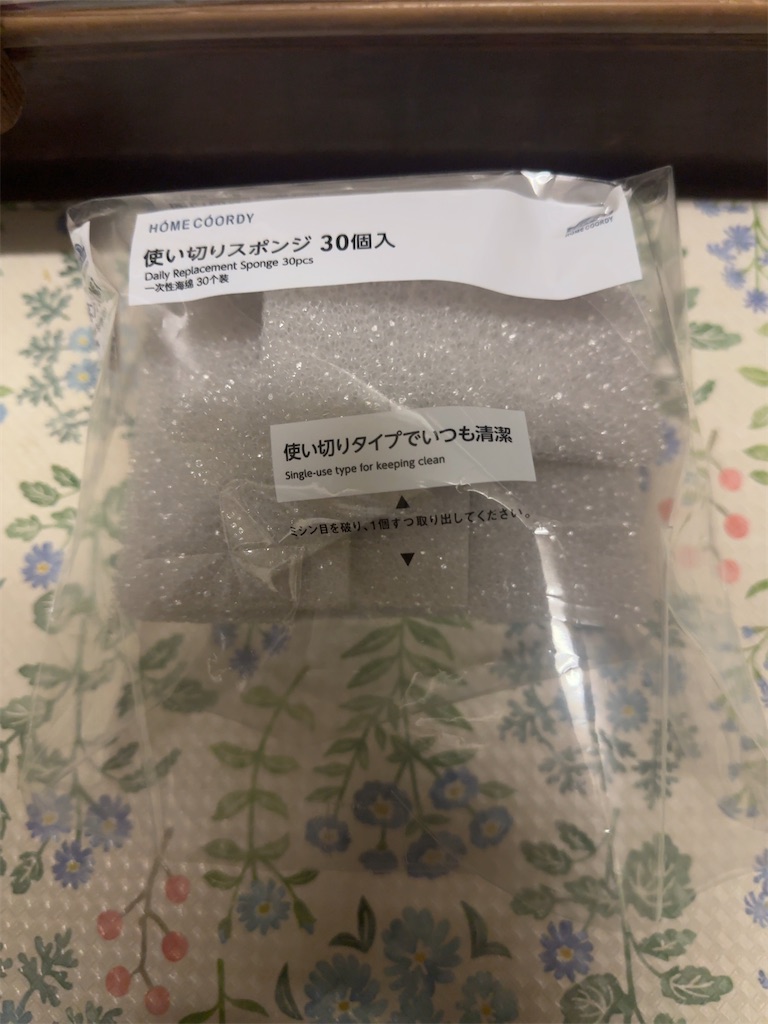 HOME COORDY
HOME COORDY
使い切りスポンジ 30個入
Daily Replacement Sponge 30pcs
一次性海绵 30个装
使い切りタイプでいつも清潔
Single-use type for keeping clean
▲
ミシン目を破り、1個ずつ取り出してください。
▼